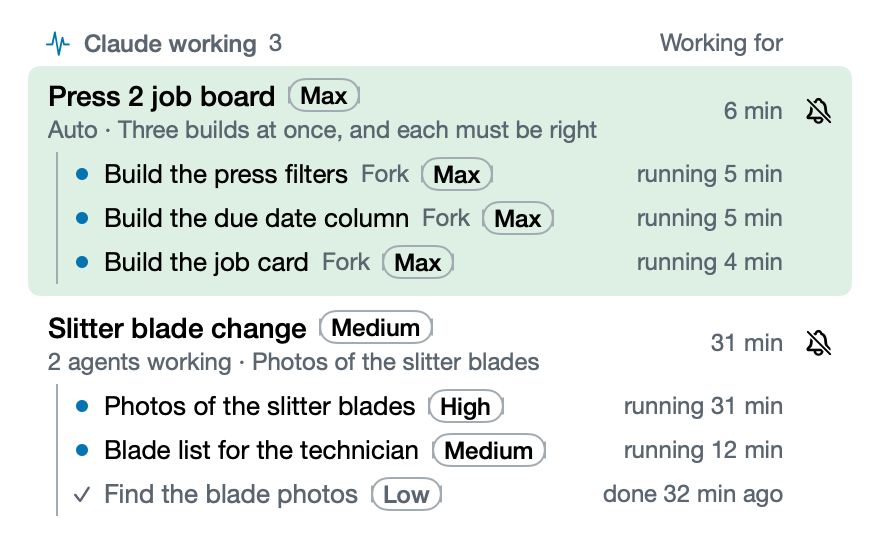 Claude working 3 Working for
Press 2 job board Max
6 min
Auto · Three builds at once, and each must be right
Build the press filters Fork Max running 5 min
Build the due date column Fork Max running 5 min
Build the job card Fork Max running 4 min
Slitter blade change Medium
31 min
2 agents working · Photos of the slitter blades
Photos of the slitter blades High running 31 min
Blade list for the technician Medium running 12 min
Find the blade photos Low done 32 min ago